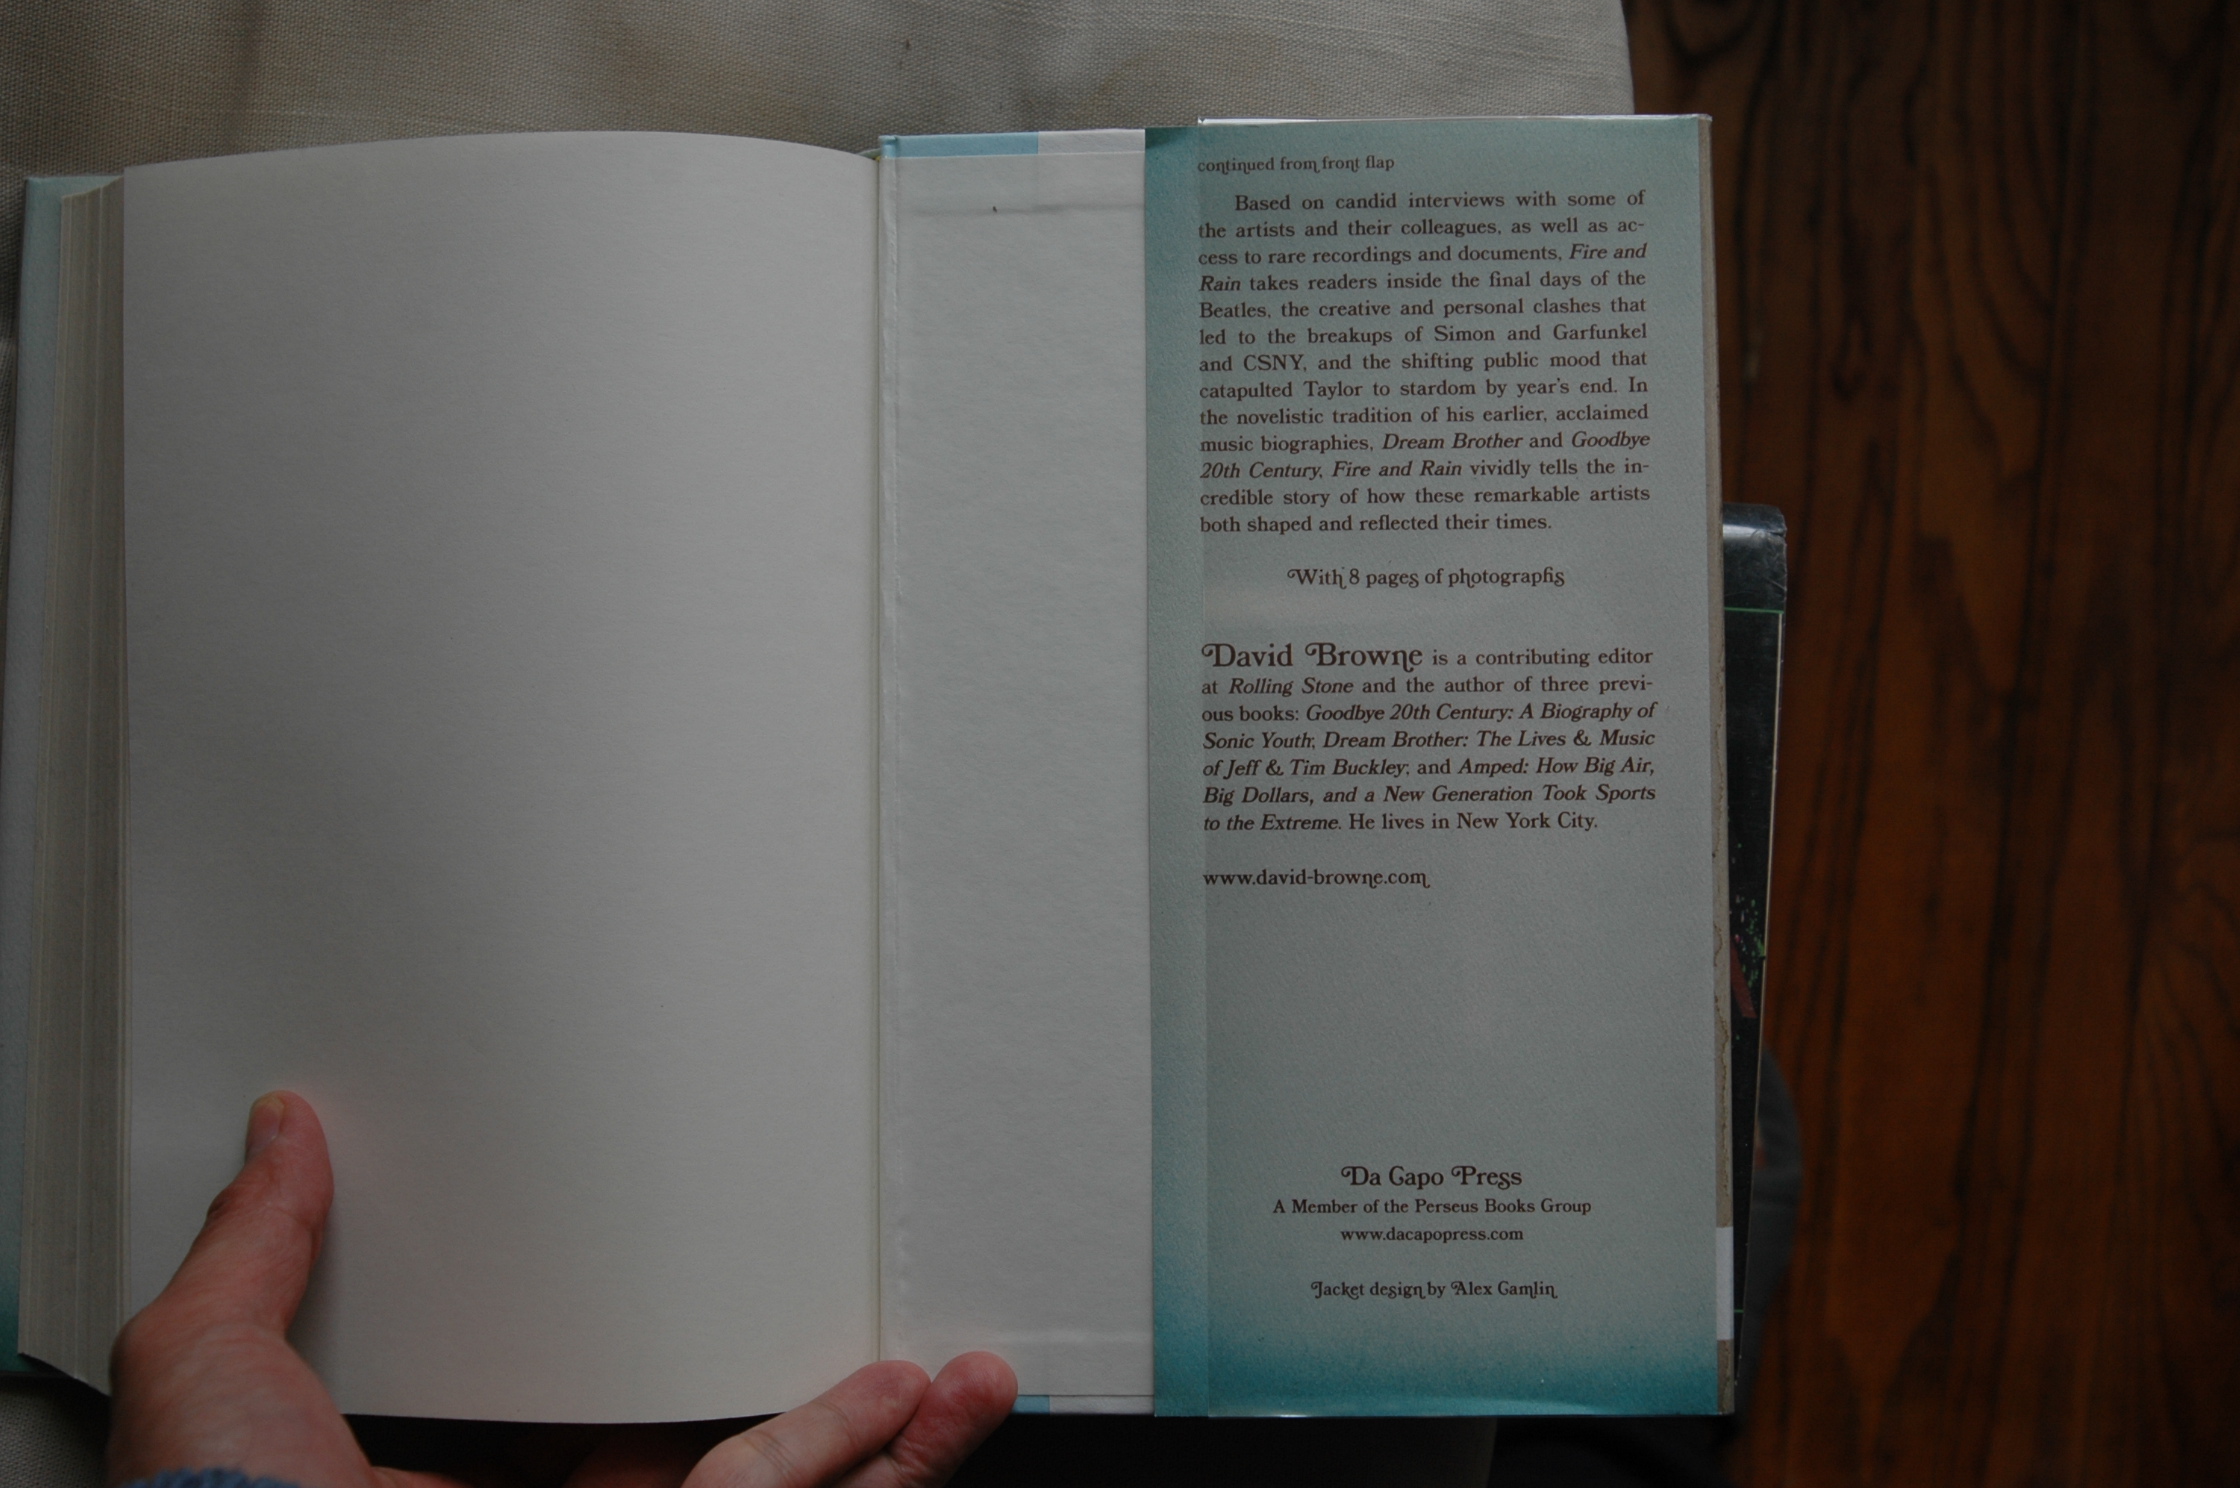 continued from front flap
Based on candid interviews with some of
the artists and their colleagues, as well as ac-
cess to rare recordings and documents, Fire and
Rain takes readers inside the final days of the
Beatles, the creative and personal clashes that
led to the breakups of Simon and Garfunkel
and CSNY, and the shifting public mood that
catapulted Taylor to stardom by year's end. In
the novelistic tradition of his earlier, acclaimed
music biographies, Dream Brother and Goodbye
20th Century, Fire and Rain vividly tells the in-
credible story of how these remarkable artists
both shaped and reflected their times.
With 8 pages of photographs
David Browne is a contributing editor
at Rolling Stone and the author of three previ-
ous books: Goodbye 20th Century: A Biography of
Sonic Youth; Dream Brother: The Lives & Music
of Jeff & Tim Buckley; and Amped: How Big Air,
Big Dollars, and a New Generation Took Sports
to the Extreme. He lives in New York City.
www.david-browne.com
Da Capo Press
A Member of the Perseus Books Group
www.dacapopress.com
Jacket design by Alex Camlin